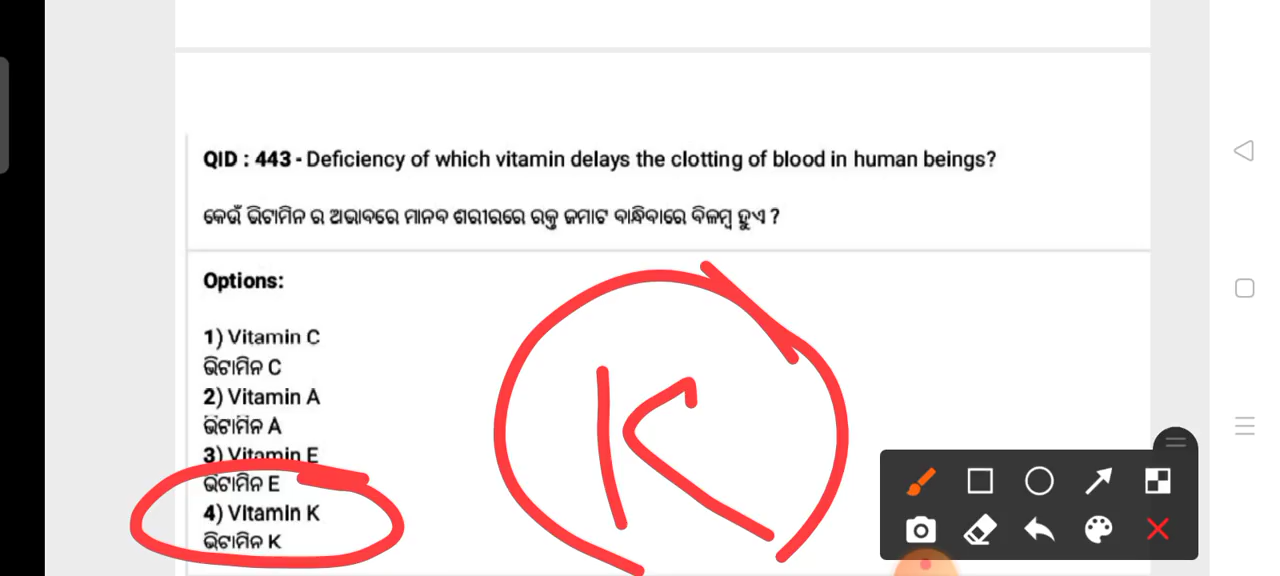 QID : 443 - Deficiency of which vitamin delays the clotting of blood in human beings?
କେଉଁ ଭିଟାମିନ ର ଅଭାବରେ ମାନବ ଶରୀରରେ ରକ୍ତ ଜମାଟ ବାନ୍ଧିବାରେ ବିଳମ୍ବ ହୁଏ ?
Options:
1) Vitamin C
ଭିଟାମିନ C
2) Vitamin A
ଭିଟାମିନ A
3) Vitamin E
ଭିଟାମିନ E
4) Vitamin K
ଭିଟାମିନ K
K